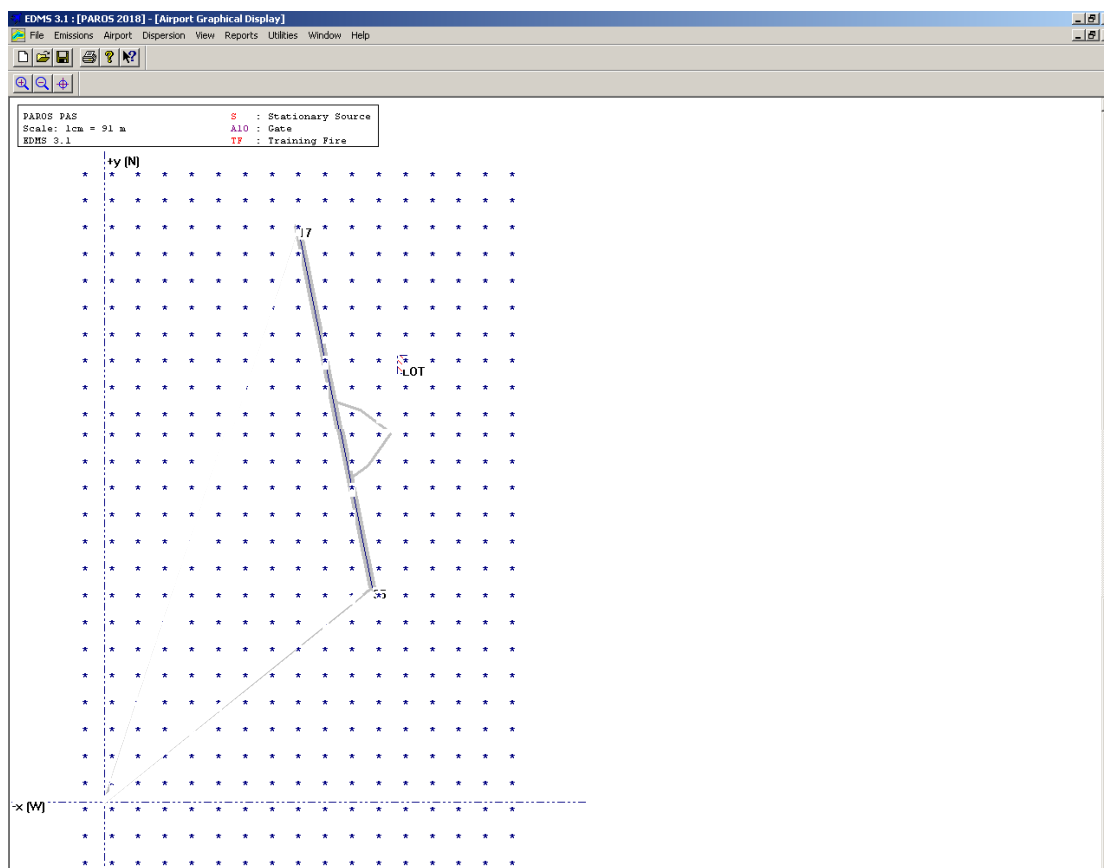 EDMS 3.1 : [PAROS 2018] - [Airport Graphical Display]
File Emissions Airport Dispersion View Reports Utilities Window Help
PAROS PAS S : Stationary Source
Scale: 1cm = 91 m A10 : Gate
EDMS 3.1 TF : Training Fire
+y (N)
17
LOT
35
-x (W)